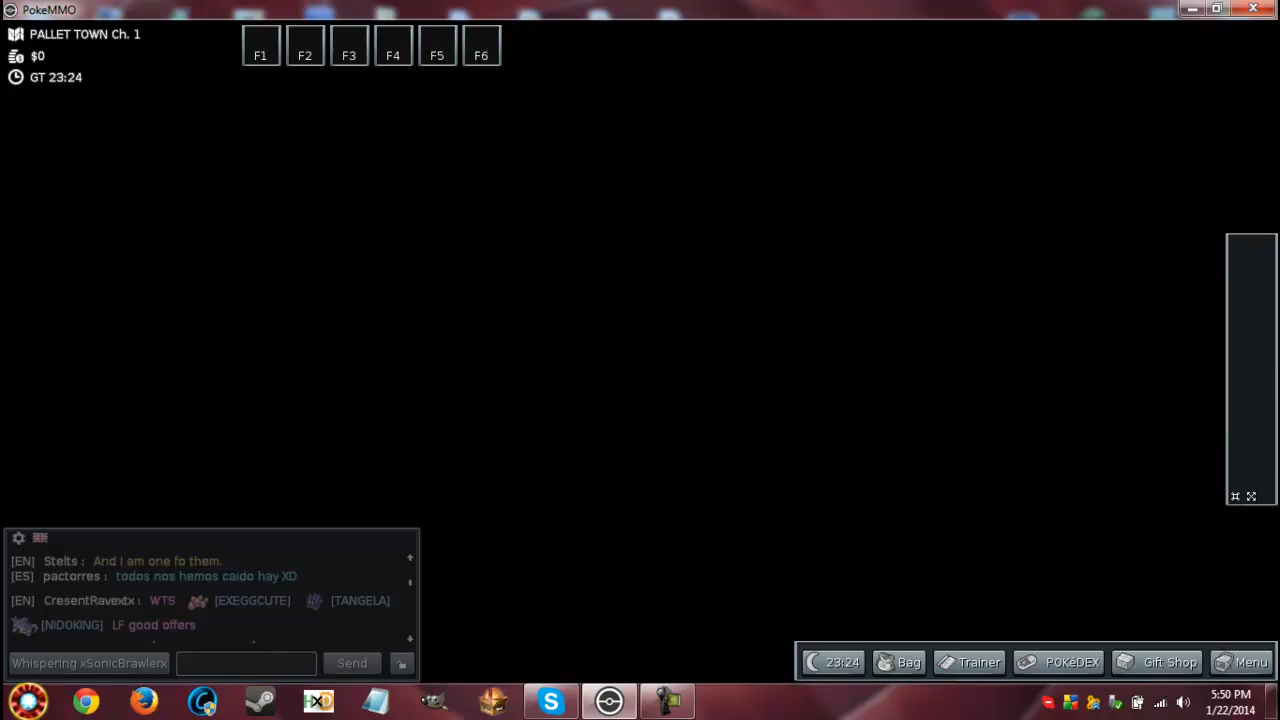 PokeMMO
PALLET TOWN Ch. 1
$0
GT 23:24
F1 F2 F3 F4 F5 F6
[EN] Stelts : And I am one fo them.
[ES] pactorres : todos nos hemos caido hay XD
[EN] CresentRavextx : WTS [EXEGGCUTE] [TANGELA]
[NIDOKING] LF good offers
Whispering xSonicBrawlerx Send
23:24 Bag Trainer POKéDEX Gift Shop Menu
HXD
5:50 PM
1/22/2014